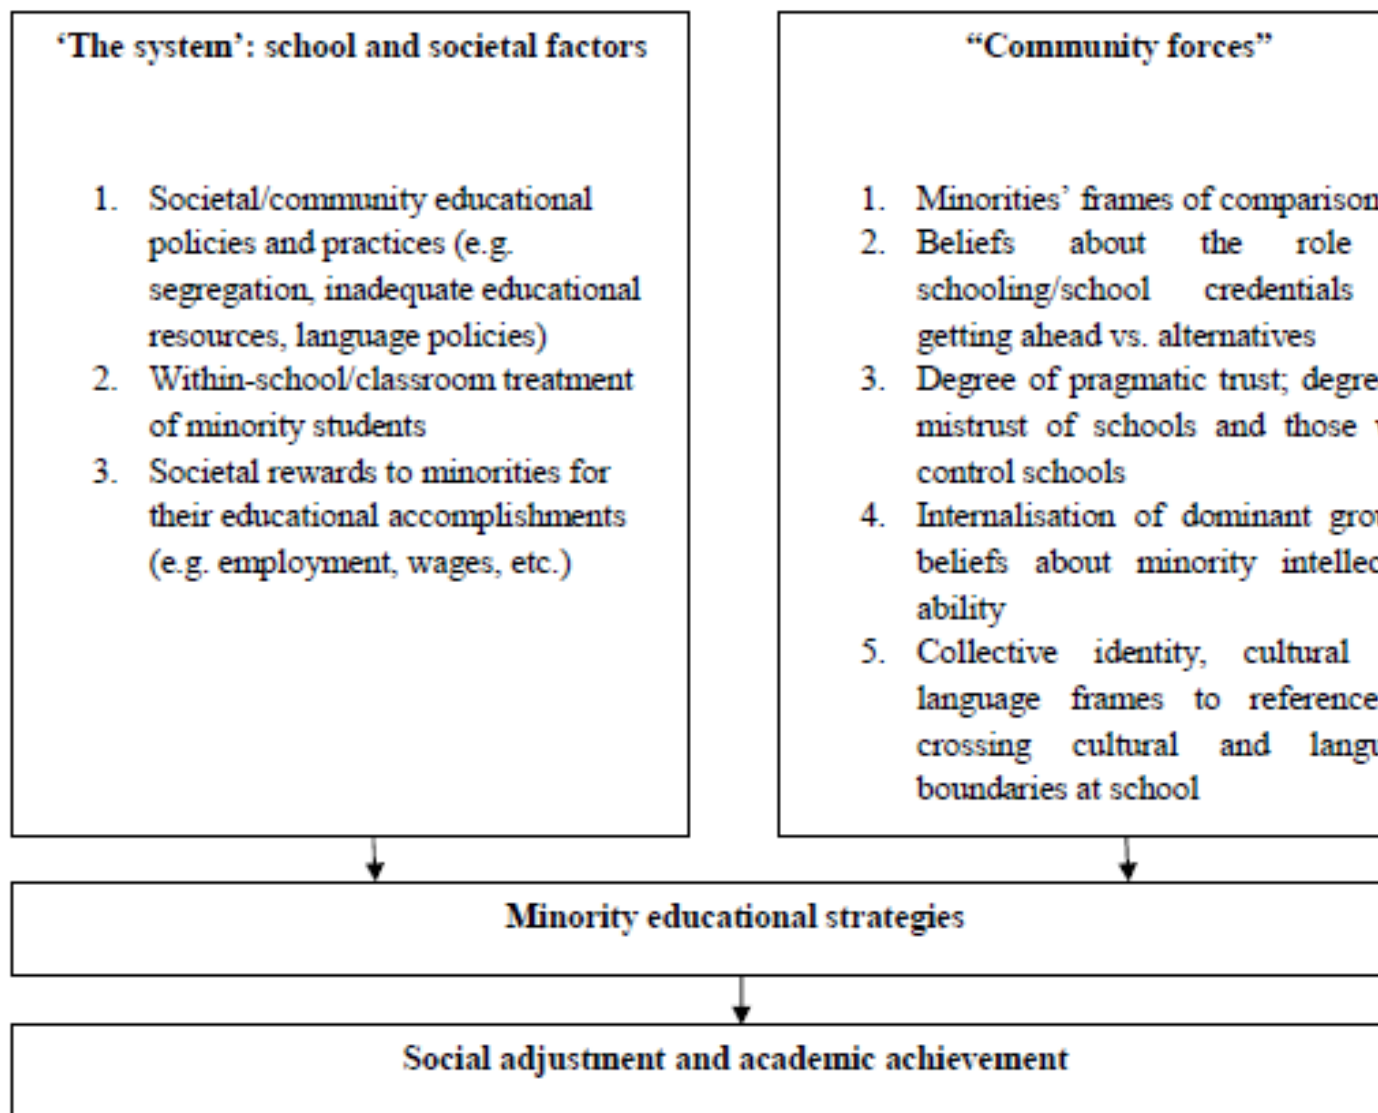 ‘The system’: school and societal factors
1. Societal/community educational
policies and practices (e.g.
segregation, inadequate educational
resources, language policies)
2. Within-school/classroom treatment
of minority students
3. Societal rewards to minorities for
their educational accomplishments
(e.g. employment, wages, etc.)
“Community forces”
1. Minorities’ frames of comparison
2. Beliefs about the role
schooling/school credentials
getting ahead vs. alternatives
3. Degree of pragmatic trust; degre
mistrust of schools and those
control schools
4. Internalisation of dominant gro
beliefs about minority intellec
ability
5. Collective identity, cultural
language frames to reference
crossing cultural and langu
boundaries at school
Minority educational strategies
Social adjustment and academic achievement